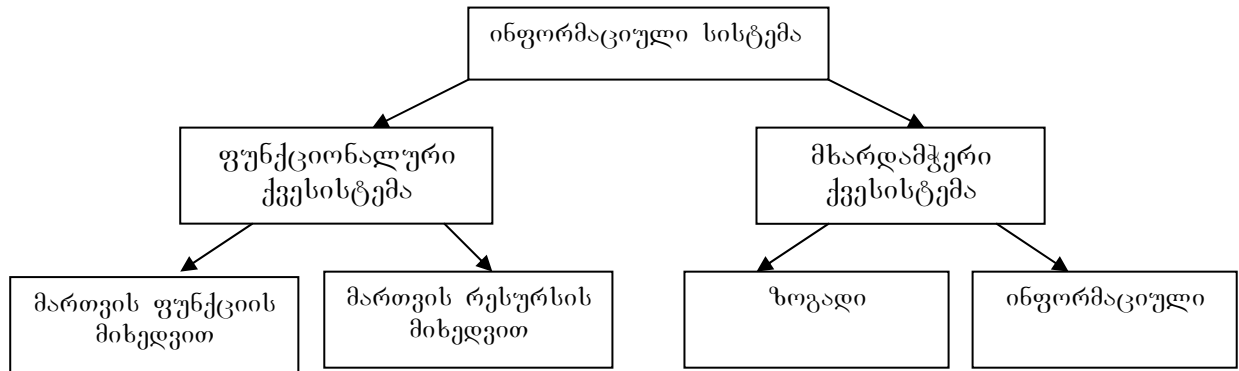 ინფორმაციული სისტემა
ფუნქციონალური
ქვესისტემა
მხარდამჭერი
ქვესისტემა
მართვის ფუნქციის
მიხედვით
მართვის რესურსის
მიხედვით
ზოგადი
ინფორმაციული